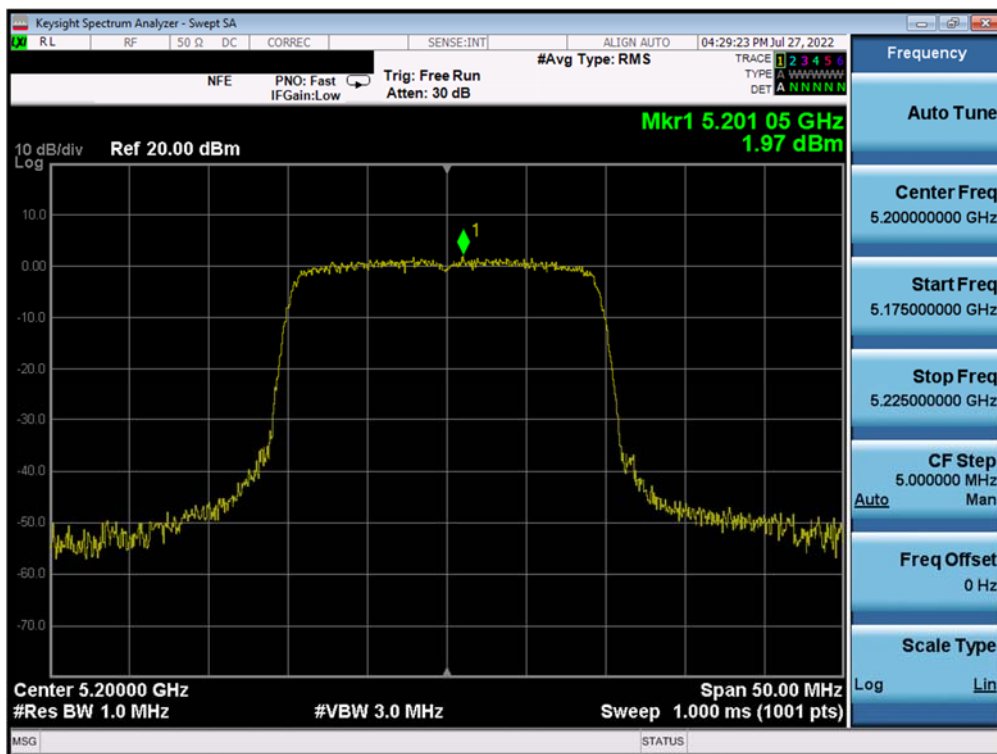 Keysight Spectrum Analyzer - Swept SA
LXI RL RF 50 Ω DC CORREC SENSE:INT ALIGN AUTO 04:29:23 PM Jul 27, 2022
#Avg Type: RMS
TRACE 1 2 3 4 5 6
TYPE A WWWWW
DET A N N N N N
NFE PNO: Fast Trig: Free Run
IFGain:Low Atten: 30 dB
Mkr1 5.201 05 GHz
1.97 dBm
10 dB/div Ref 20.00 dBm
Log
1
10.0
0.00
-10.0
-20.0
-30.0
-40.0
-50.0
-60.0
-70.0
Center 5.20000 GHz Span 50.00 MHz
#Res BW 1.0 MHz #VBW 3.0 MHz Sweep 1.000 ms (1001 pts)
MSG STATUS
Frequency
Auto Tune
Center Freq
5.200000000 GHz
Start Freq
5.175000000 GHz
Stop Freq
5.225000000 GHz
CF Step
5.000000 MHz
Auto Man
Freq Offset
0 Hz
Scale Type
Log Lin